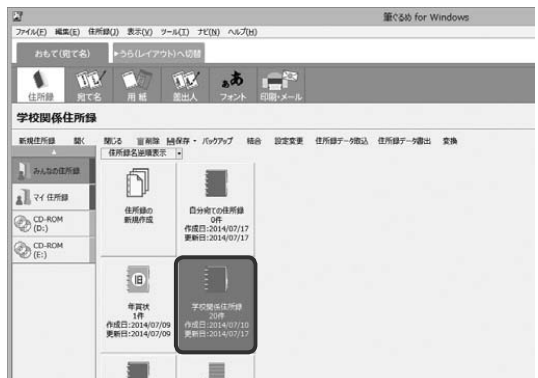 筆ぐるめ for Windows
ファイル(F) 編集(E) 住所録(J) 表示(V) ツール(T) ナビ(N) ヘルプ(H)
おもて(宛て名) ▶うら(レイアウト)へ切替
住所録 宛て名 用紙 差出人 フォント 印刷・メール
学校関係住所録
新規住所録 開く 閉じる 削除 保存 バックアップ 結合 設定変更 住所録データ取込 住所録データ書出 変換
住所録名逆順表示
みんなの住所録
マイ 住所録
CD-ROM
(D:)
CD-ROM
(E:)
住所録の
新規作成
自分宛ての住所録
0件
作成日:2014/07/17
更新日:2014/07/17
年賀状
1件
作成日:2014/07/09
更新日:2014/07/09
学校関係住所録
20件
作成日:2014/07/10
更新日:2014/07/17